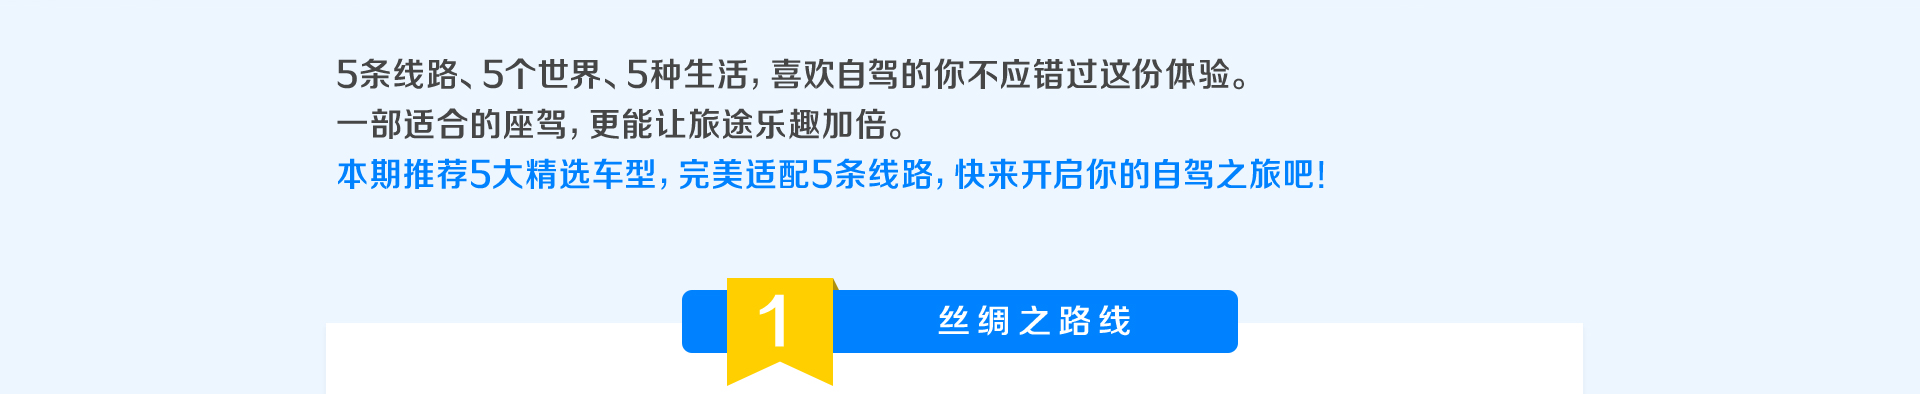 5条线路、5个世界、5种生活，喜欢自驾的你不应错过这份体验。
一部适合的座驾，更能让旅途乐趣加倍。
本期推荐5大精选车型，完美适配5条线路，快来开启你的自驾之旅吧！
1
丝绸之路线